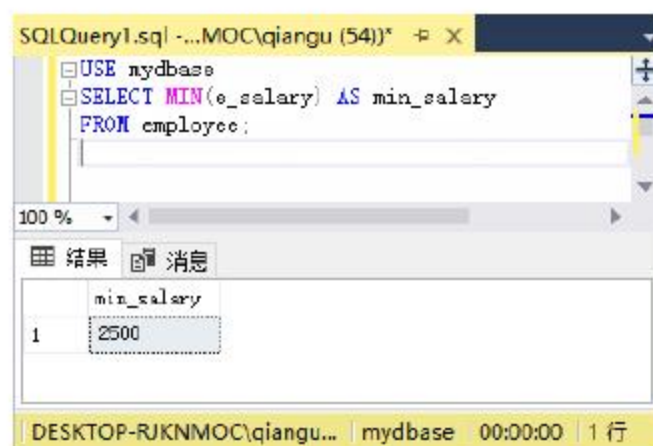 SQLQuery1.sql -...MOC\qiangu (54))*
USE mydbase
SELECT MIN(e_salary) AS min_salary
FROM employee;
100 %
结果 消息
min_salary
1 2500
DESKTOP-RJKNMOC\qiangu... mydbase 00:00:00 1 行